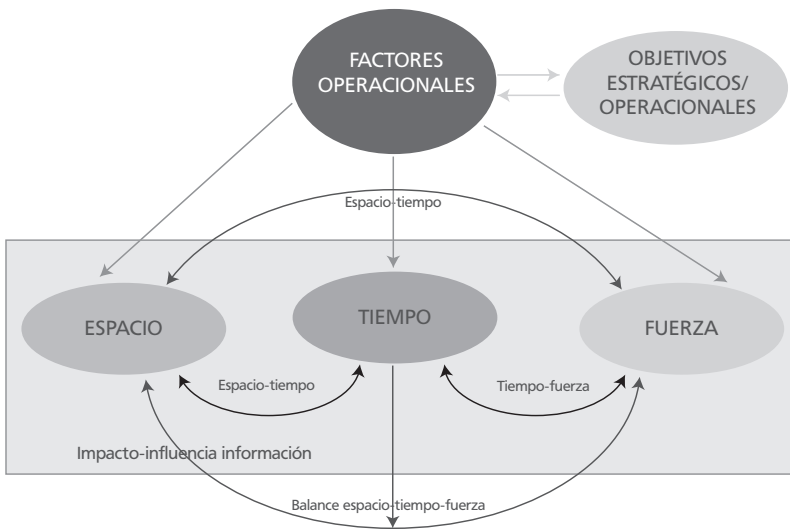 FACTORES
OPERACIONALES
OBJETIVOS
ESTRATÉGICOS/
OPERACIONALES
Espacio-tiempo
ESPACIO
TIEMPO
FUERZA
Espacio-tiempo
Tiempo-fuerza
Impacto-influencia información
Balance espacio-tiempo-fuerza